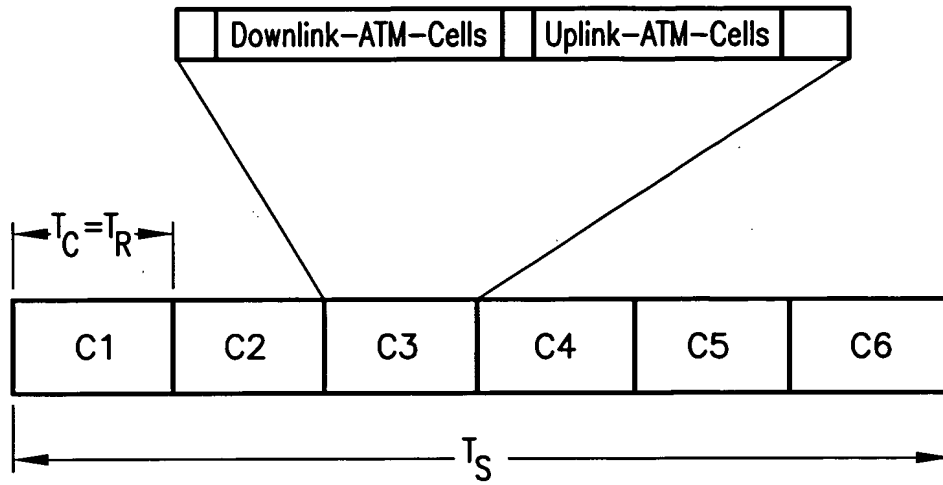 Downlink-ATM-Cells Uplink-ATM-Cells
T_C=T_R
C1 C2 C3 C4 C5 C6
T_S